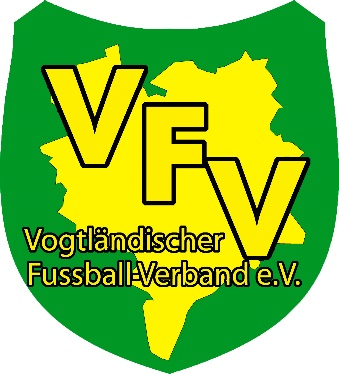 VFV
Vogtländischer
Fussball-Verband e.V.